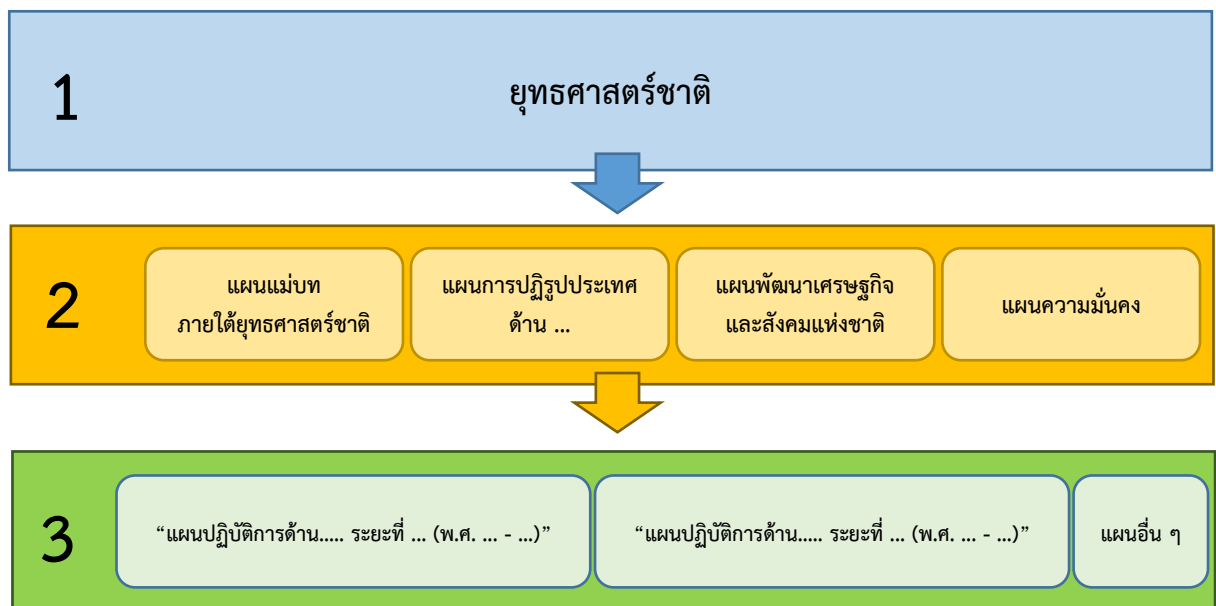 1
ยุทธศาสตร์ชาติ
2
แผนแม่บท
ภายใต้ยุทธศาสตร์ชาติ
แผนการปฏิรูปประเทศ
ด้าน ...
แผนพัฒนาเศรษฐกิจ
และสังคมแห่งชาติ
แผนความมั่นคง
3
“แผนปฏิบัติการด้าน..... ระยะที่ ... (พ.ศ. ... - ...)”
“แผนปฏิบัติการด้าน..... ระยะที่ ... (พ.ศ. ... - ...)”
แผนอื่น ๆ